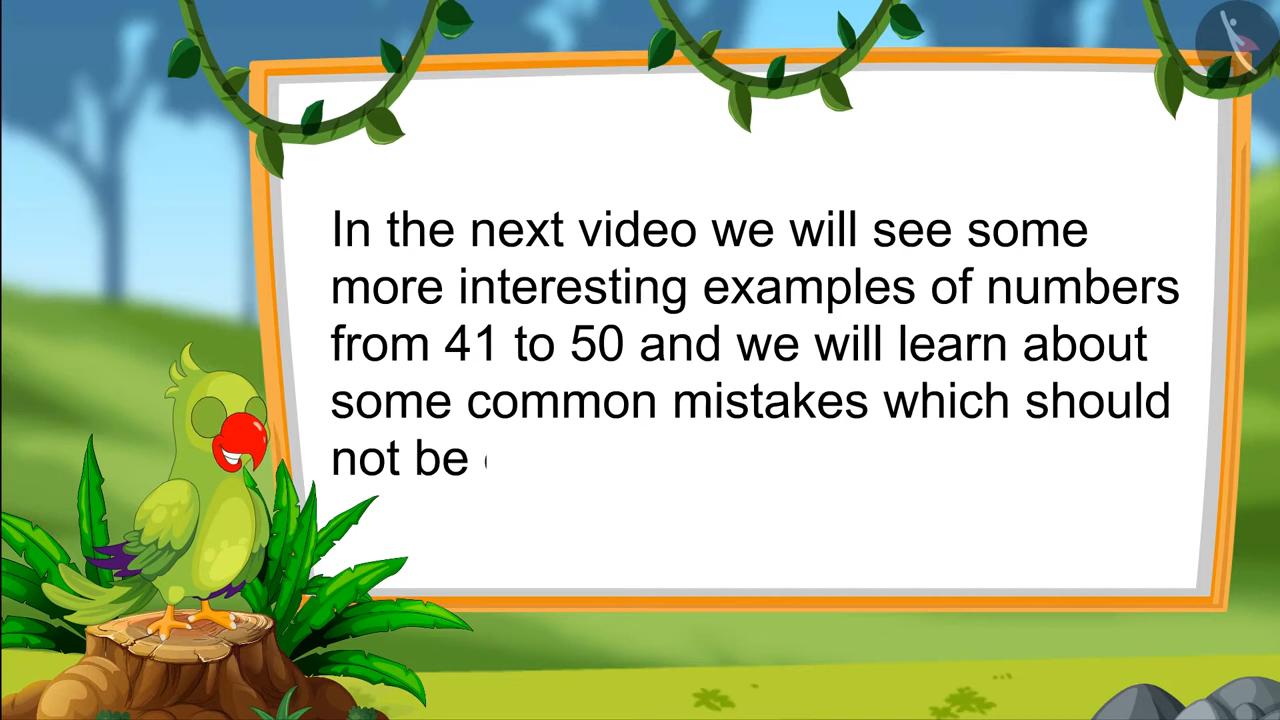 In the next video we will see some
more interesting examples of numbers
from 41 to 50 and we will learn about
some common mistakes which should
not be